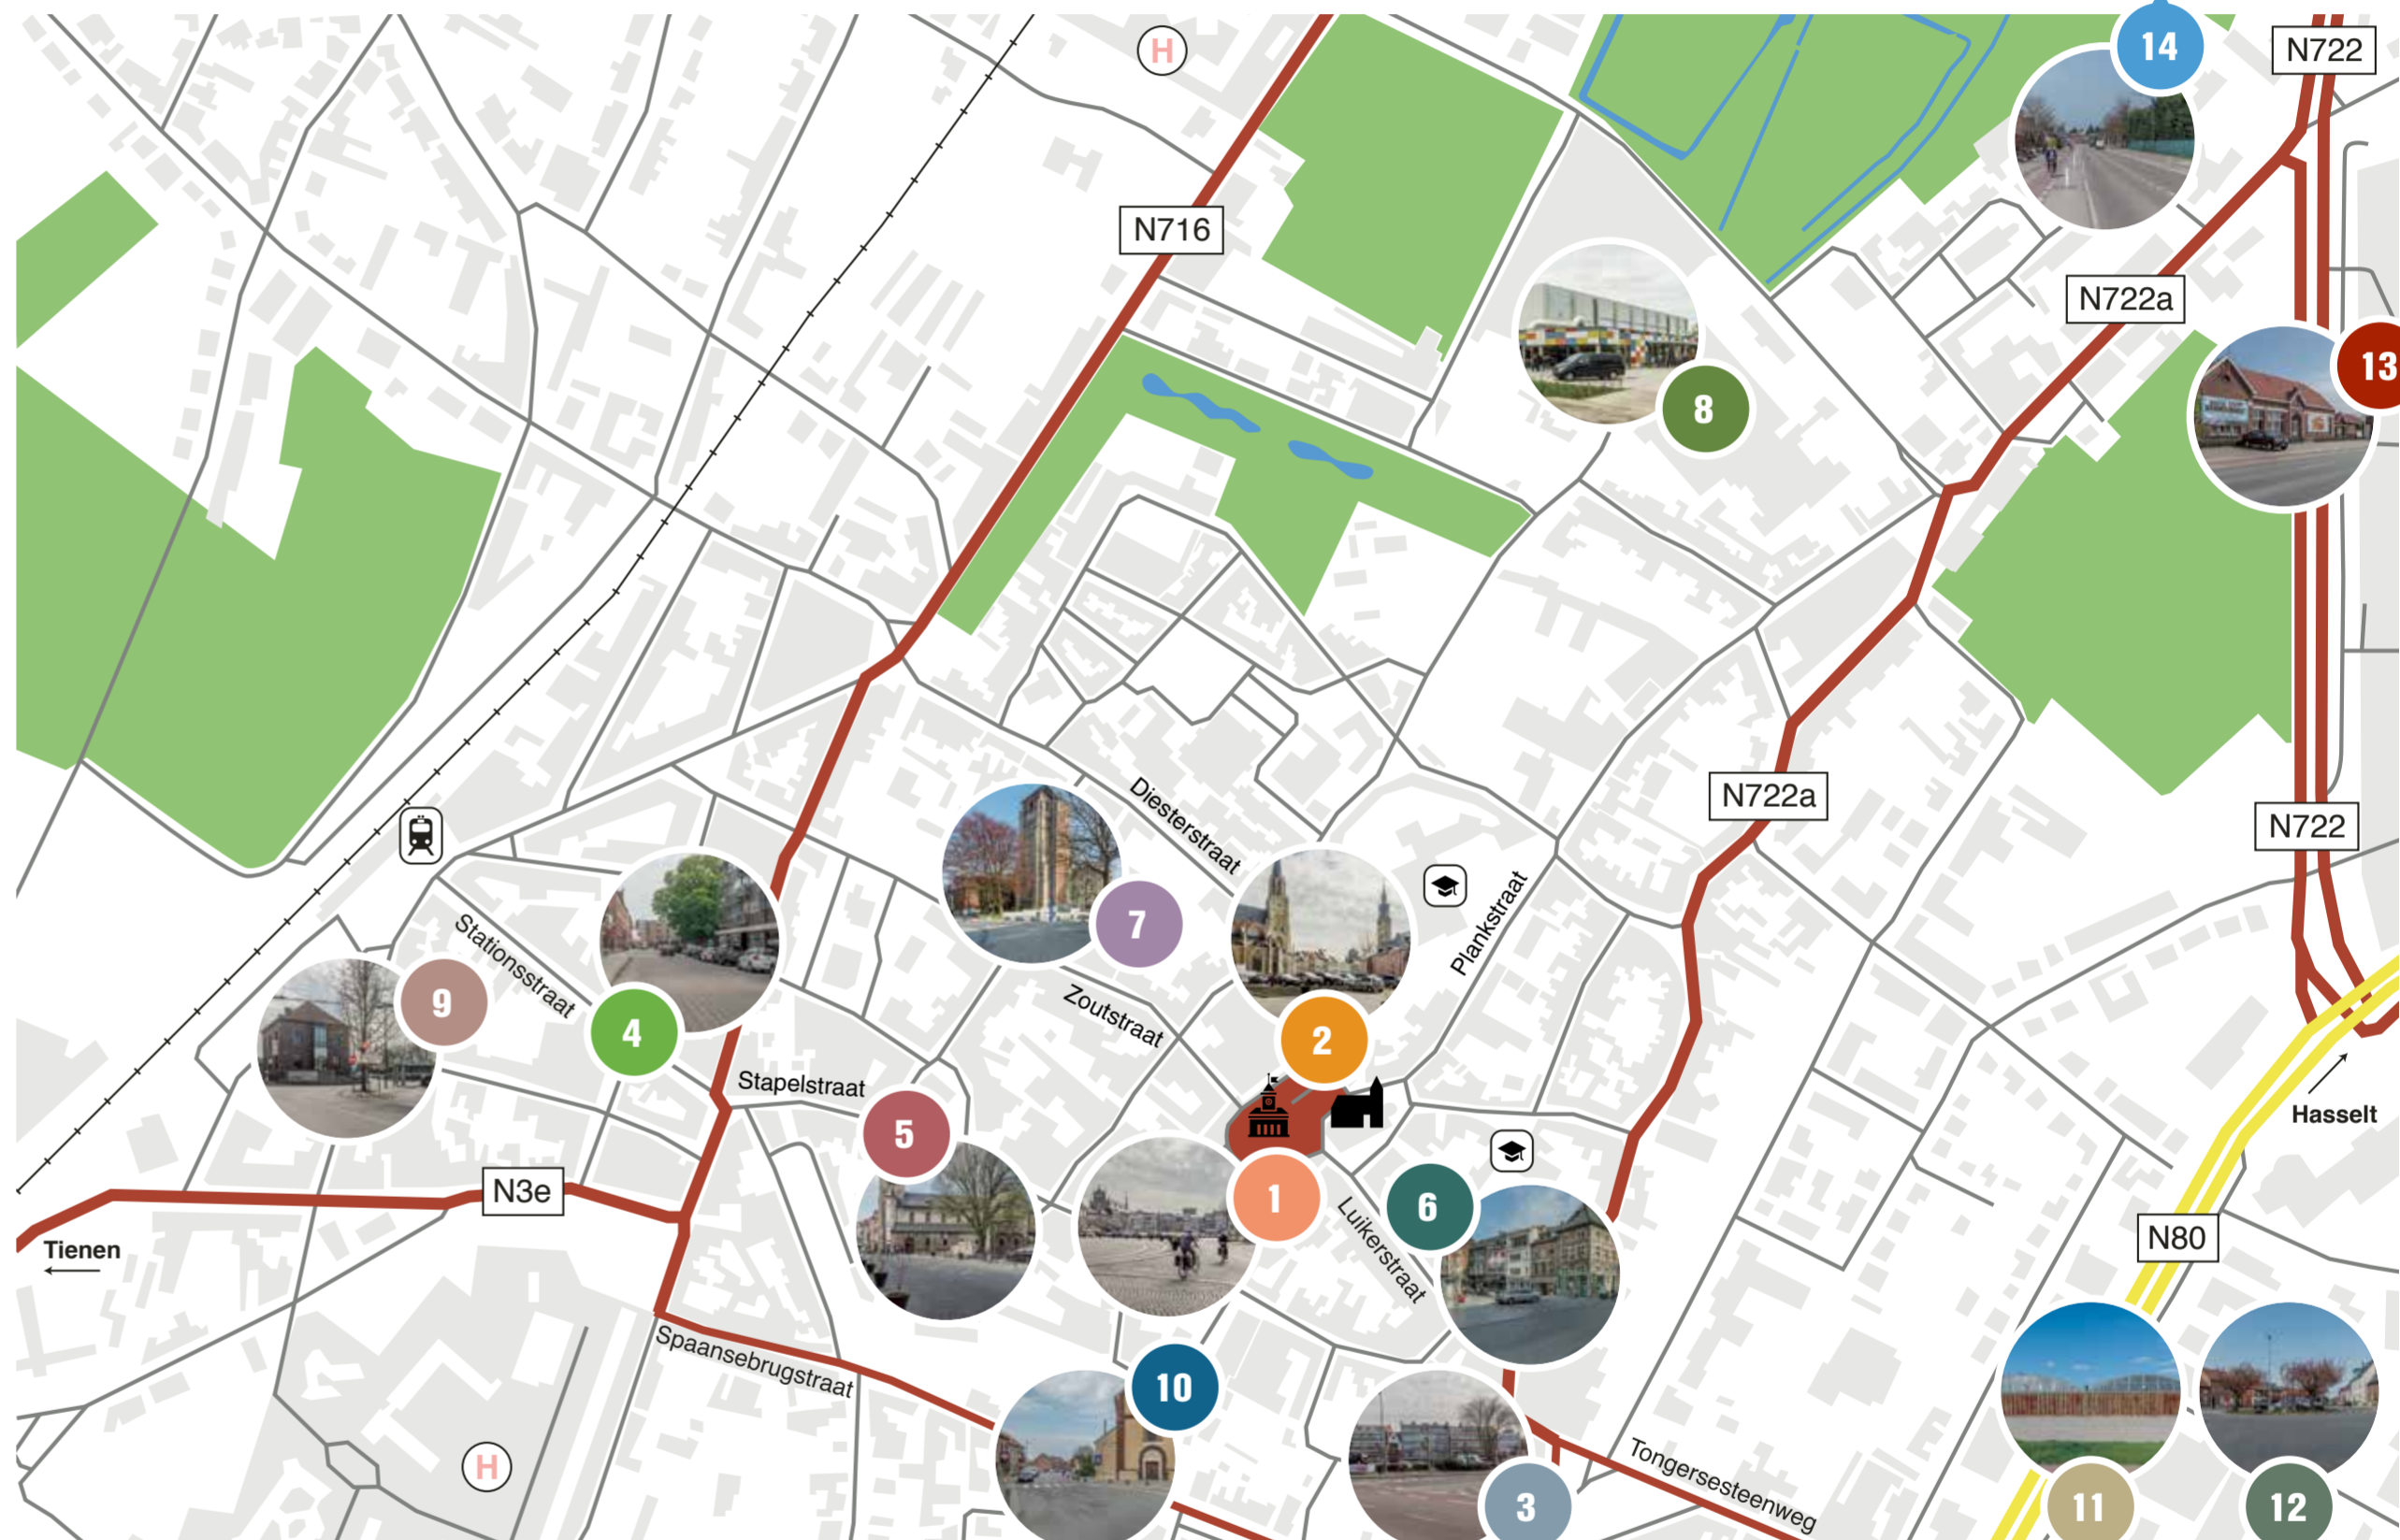 14
N722
H
N716
N722a
13
8
N722a
N722
Diesterstraat
7
Plankstraat
Stationsstraat
9
4
Zoutstraat
2
Stapelstraat
5
Hasselt
N3e
1
6
Luikerstraat
N80
Tienen
Spaansebrugstraat
10
H
Tongersesteenweg
3
11
12